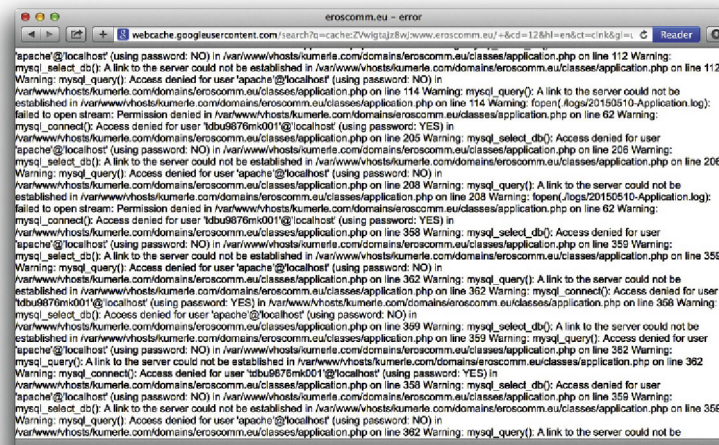 eroscomm.eu – error
webcache.googleusercontent.com/search?q=cache:ZVwigtaJz8wJ:www.eroscomm.eu/+&cd=12&hl=en&ct=clnk&gl=u
Reader
'apache'@'localhost' (using password: NO) in /var/www/vhosts/kumerle.com/domains/eroscomm.eu/classes/application.php on line 112 Warning:
mysql_select_db(): A link to the server could not be established in /var/www/vhosts/kumerle.com/domains/eroscomm.eu/classes/application.php on line 112
Warning: mysql_query(): Access denied for user 'apache'@'localhost' (using password: NO) in
/var/www/vhosts/kumerle.com/domains/eroscomm.eu/classes/application.php on line 114 Warning: mysql_query(): A link to the server could not be
established in /var/www/vhosts/kumerle.com/domains/eroscomm.eu/classes/application.php on line 114 Warning: fopen(./logs/20150510-Application.log):
failed to open stream: Permission denied in /var/www/vhosts/kumerle.com/domains/eroscomm.eu/classes/application.php on line 62 Warning:
mysql_connect(): Access denied for user 'tdbu9876mk001'@'localhost' (using password: YES) in
/var/www/vhosts/kumerle.com/domains/eroscomm.eu/classes/application.php on line 205 Warning: mysql_select_db(): Access denied for user
'apache'@'localhost' (using password: NO) in /var/www/vhosts/kumerle.com/domains/eroscomm.eu/classes/application.php on line 206 Warning:
mysql_select_db(): A link to the server could not be established in /var/www/vhosts/kumerle.com/domains/eroscomm.eu/classes/application.php on line 206
Warning: mysql_query(): Access denied for user 'apache'@'localhost' (using password: NO) in
/var/www/vhosts/kumerle.com/domains/eroscomm.eu/classes/application.php on line 208 Warning: mysql_query(): A link to the server could not be
established in /var/www/vhosts/kumerle.com/domains/eroscomm.eu/classes/application.php on line 208 Warning: fopen(./logs/20150510-Application.log):
failed to open stream: Permission denied in /var/www/vhosts/kumerle.com/domains/eroscomm.eu/classes/application.php on line 62 Warning:
mysql_connect(): Access denied for user 'tdbu9876mk001'@'localhost' (using password: YES) in
/var/www/vhosts/kumerle.com/domains/eroscomm.eu/classes/application.php on line 358 Warning: mysql_select_db(): Access denied for user
'apache'@'localhost' (using password: NO) in /var/www/vhosts/kumerle.com/domains/eroscomm.eu/classes/application.php on line 359 Warning:
mysql_select_db(): A link to the server could not be established in /var/www/vhosts/kumerle.com/domains/eroscomm.eu/classes/application.php on line 359
Warning: mysql_query(): Access denied for user 'apache'@'localhost' (using password: NO) in
/var/www/vhosts/kumerle.com/domains/eroscomm.eu/classes/application.php on line 362 Warning: mysql_query(): A link to the server could not be
established in /var/www/vhosts/kumerle.com/domains/eroscomm.eu/classes/application.php on line 362 Warning: mysql_connect(): Access denied for user
'tdbu9876mk001'@'localhost' (using password: YES) in /var/www/vhosts/kumerle.com/domains/eroscomm.eu/classes/application.php on line 358 Warning:
mysql_select_db(): Access denied for user 'apache'@'localhost' (using password: NO) in
/var/www/vhosts/kumerle.com/domains/eroscomm.eu/classes/application.php on line 359 Warning: mysql_select_db(): A link to the server could not be
established in /var/www/vhosts/kumerle.com/domains/eroscomm.eu/classes/application.php on line 359 Warning: mysql_query(): Access denied for user
'apache'@'localhost' (using password: NO) in /var/www/vhosts/kumerle.com/domains/eroscomm.eu/classes/application.php on line 362 Warning:
mysql_query(): A link to the server could not be established in /var/www/vhosts/kumerle.com/domains/eroscomm.eu/classes/application.php on line 362
Warning: mysql_connect(): Access denied for user 'tdbu9876mk001'@'localhost' (using password: YES) in
/var/www/vhosts/kumerle.com/domains/eroscomm.eu/classes/application.php on line 358 Warning: mysql_select_db(): Access denied for user
'apache'@'localhost' (using password: NO) in /var/www/vhosts/kumerle.com/domains/eroscomm.eu/classes/application.php on line 359 Warning:
mysql_select_db(): A link to the server could not be established in /var/www/vhosts/kumerle.com/domains/eroscomm.eu/classes/application.php on line 359
Warning: mysql_query(): Access denied for user 'apache'@'localhost' (using password: NO) in
/var/www/vhosts/kumerle.com/domains/eroscomm.eu/classes/application.php on line 362 Warning: mysql_query(): A link to the server could not be